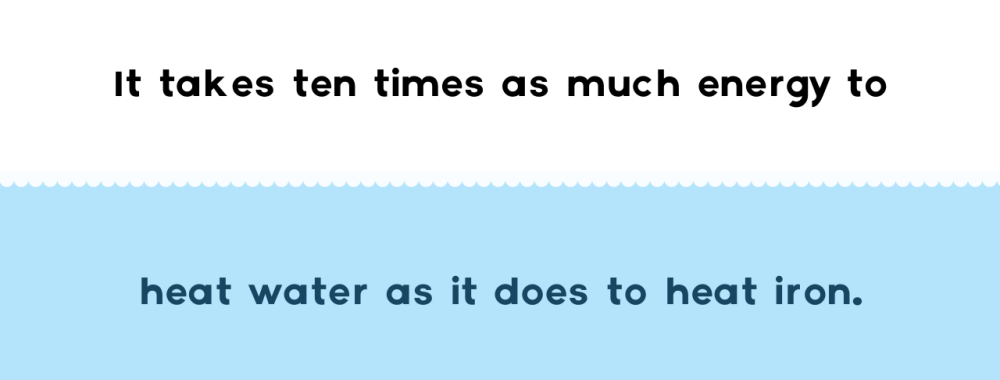 It takes ten times as much energy to
heat water as it does to heat iron.